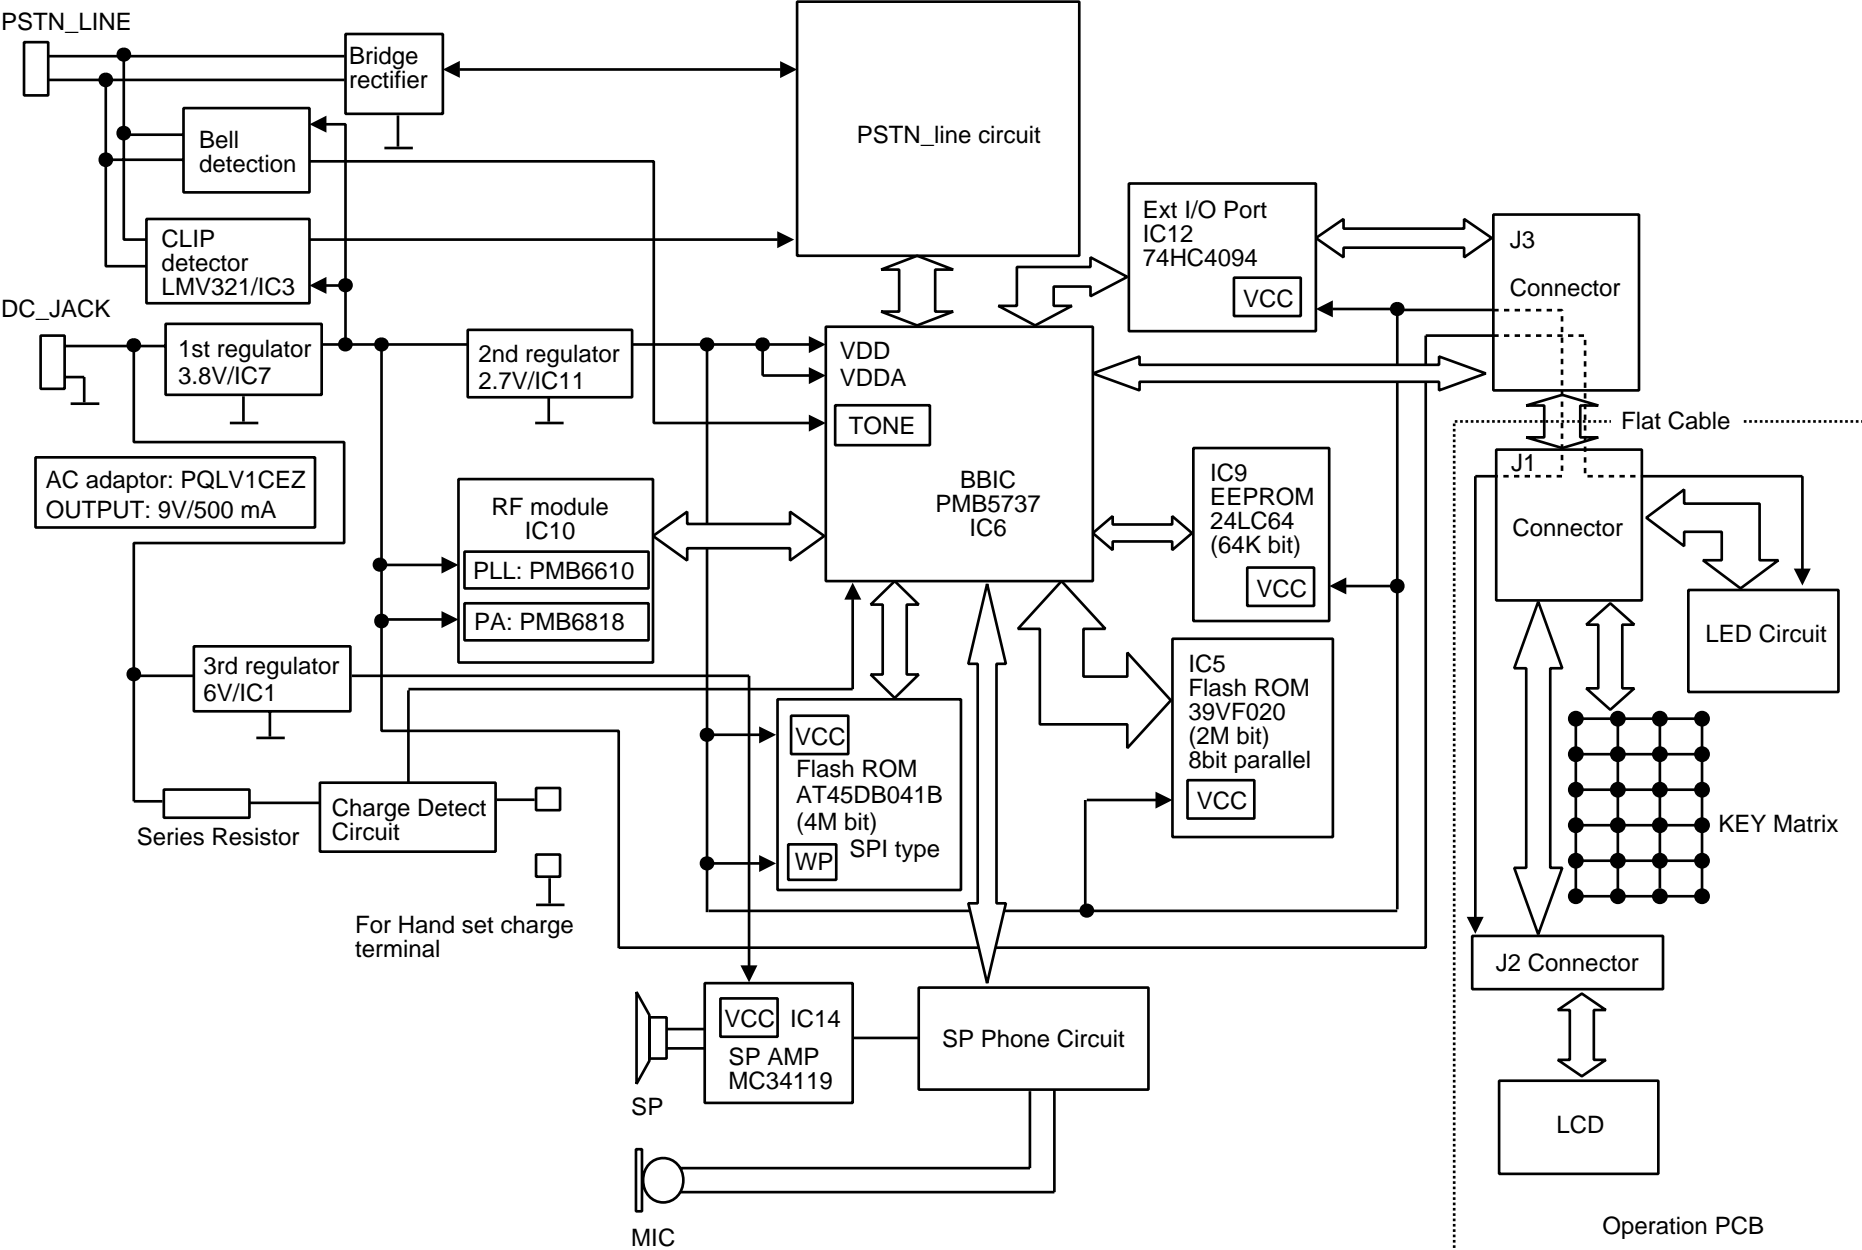 PSTN_LINE
Bridge
rectifier
PSTN_line circuit
Bell
detection
CLIP
detector
LMV321/IC3
Ext I/O Port
IC12
74HC4094
VCC
J3
Connector
DC_JACK
1st regulator
3.8V/IC7
2nd regulator
2.7V/IC11
VDD
VDDA
TONE
BBIC
PMB5737
IC6
Flat Cable
AC adaptor: PQLV1CEZ
OUTPUT: 9V/500 mA
RF module
IC10
PLL: PMB6610
PA: PMB6818
IC9
EEPROM
24LC64
(64K bit)
VCC
J1
Connector
LED Circuit
3rd regulator
6V/IC1
IC5
Flash ROM
39VF020
(2M bit)
8bit parallel
VCC
VCC
Flash ROM
AT45DB041B
(4M bit)
SPI type
WP
KEY Matrix
Series Resistor
Charge Detect
Circuit
For Hand set charge
terminal
J2 Connector
VCC
IC14
SP AMP
MC34119
SP Phone Circuit
SP
LCD
MIC
Operation PCB